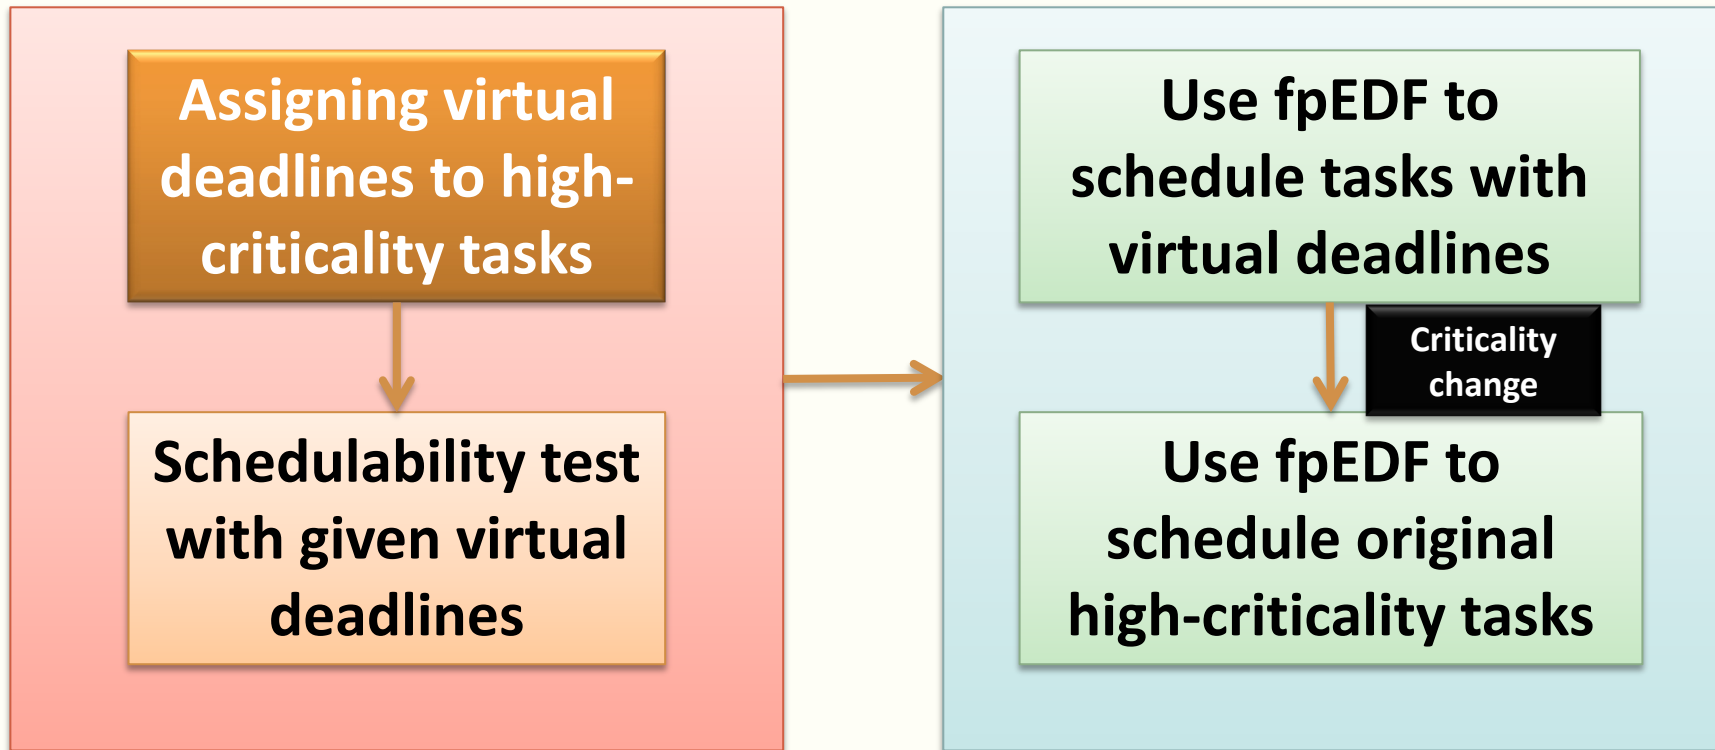 Assigning virtual
deadlines to high-
criticality tasks
Schedulability test
with given virtual
deadlines
Use fpEDF to
schedule tasks with
virtual deadlines
Criticality
change
Use fpEDF to
schedule original
high-criticality tasks